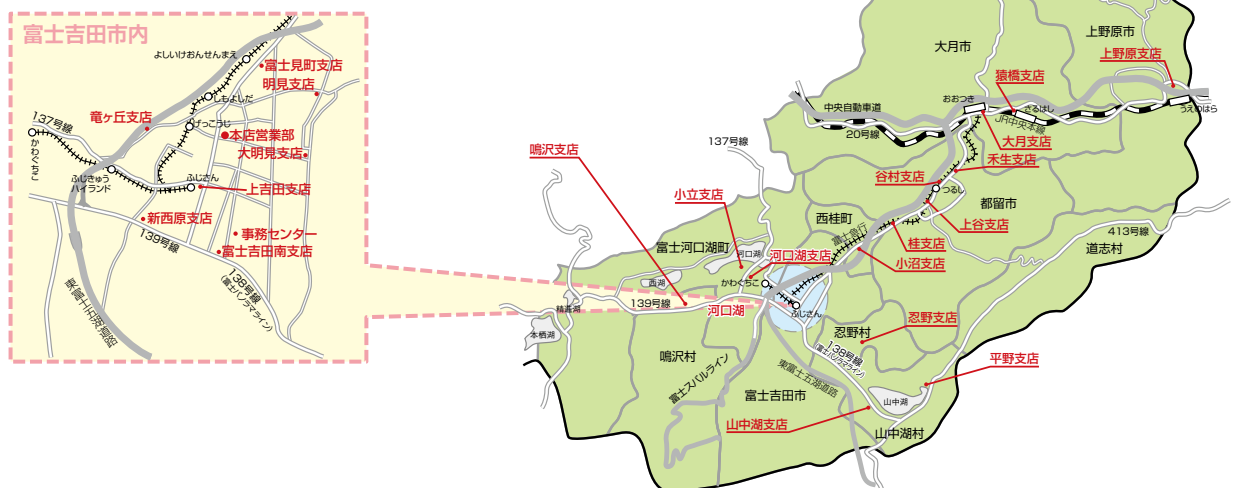 富士吉田市内
よしいけおんせんまえ
富士見町支店
明見支店
しもよしだ
竜ヶ丘支店
137号線
げっこうじ
本店営業部
大明見支店
かわぐちこ
ふじきゅう
ハイランド
ふじさん
上吉田支店
新西原支店
139号線
事務センター
富士吉田南支店
138号線
(富士パノラマライン)
東富士五湖道路
大月市
上野原市
上野原支店
猿橋支店
おおつき
さるはし
うえのはら
中央自動車道
20号線
JR中央本線
大月支店
137号線
鳴沢支店
禾生支店
谷村支店
つるし
小立支店
西桂町
都留市
上谷支店
富士急行
桂支店
413号線
道志村
富士河口湖町
河口湖
河口湖支店
小沼支店
西湖
かわぐちこ
139号線
河口湖
ふじさん
精進湖
本栖湖
忍野支店
忍野村
138号線
(富士パノラマライン)
鳴沢村
富士スバルライン
東富士五湖道路
平野支店
富士吉田市
山中湖
山中湖支店
山中湖村